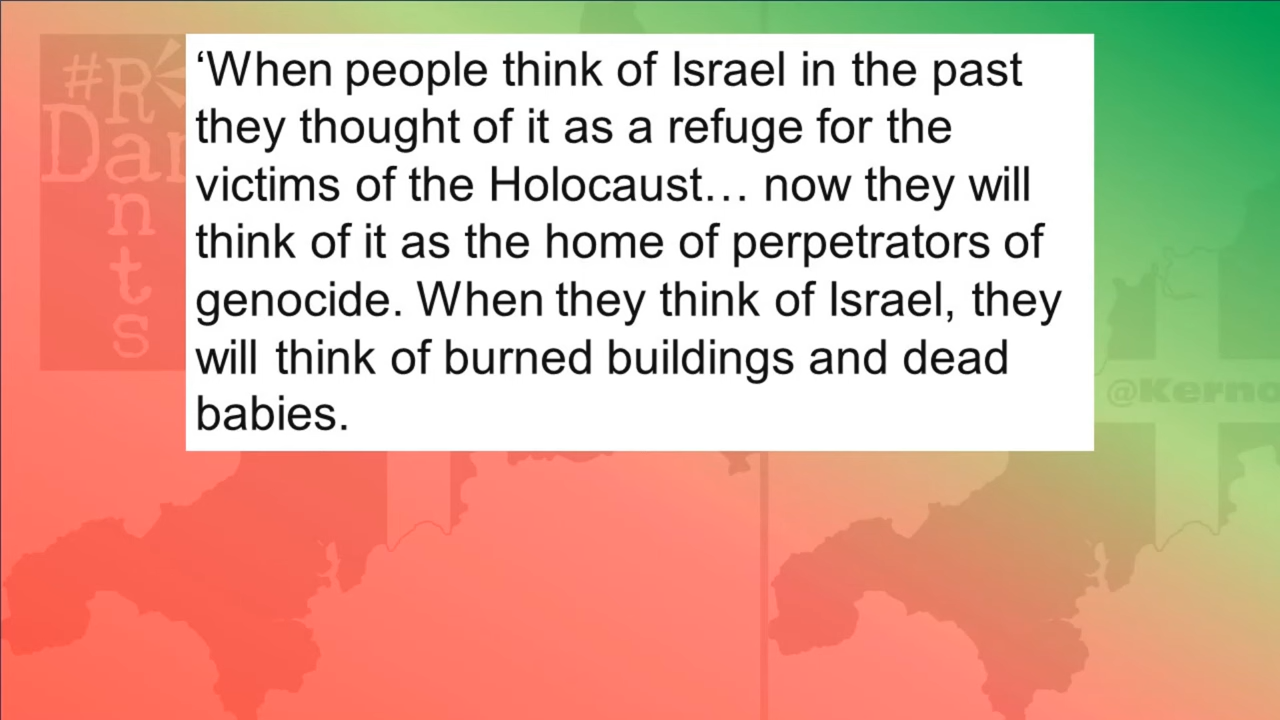 #R
Dan
n
t
s
‘When people think of Israel in the past
they thought of it as a refuge for the
victims of the Holocaust… now they will
think of it as the home of perpetrators of
genocide. When they think of Israel, they
will think of burned buildings and dead
babies.
@Kerno